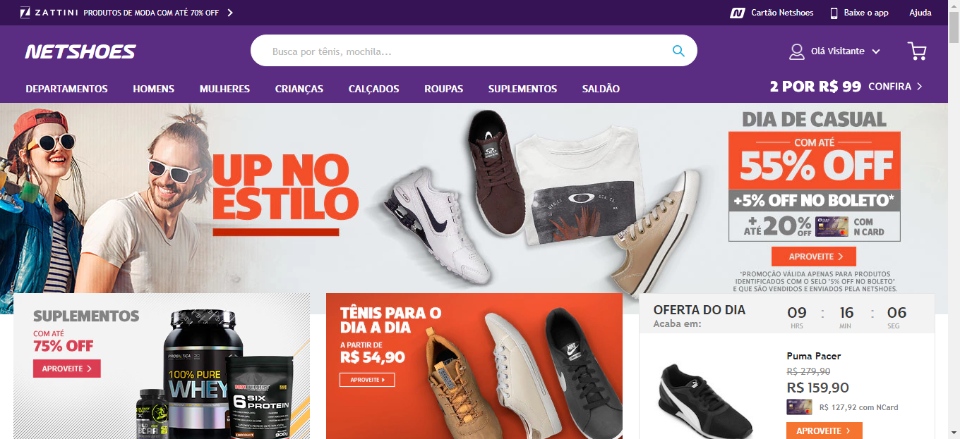 ZATTINI PRODUTOS DE MODA COM ATÉ 70% OFF
Cartão Netshoes
Baixe o app
Ajuda
NETSHOES
Busca por tênis, mochila...
Olá Visitante
DEPARTAMENTOS HOMENS MULHERES CRIANÇAS CALÇADOS ROUPAS SUPLEMENTOS SALDÃO
2 POR R$ 99 CONFIRA
UP NO
ESTILO
DIA DE CASUAL
COM ATÉ
55% OFF
+5% OFF NO BOLETO*
+ ATÉ 20% OFF COM N CARD
APROVEITE
*PROMOÇÃO VÁLIDA APENAS PARA PRODUTOS
IDENTIFICADOS COM O SELO '5% OFF NO BOLETO'
E QUE SÃO VENDIDOS E ENVIADOS PELA NETSHOES.
SUPLEMENTOS
COM ATÉ
75% OFF
APROVEITE
PROBIÓTICA
100% PURE
WHEY
6 SIX
PROTEIN
TÊNIS PARA O
DIA A DIA
A PARTIR DE
R$ 54,90
APROVEITE
OFERTA DO DIA
Acaba em:
09 : 16 : 06
HRS MIN SEG
Puma Pacer
R$ 279,90
R$ 159,90
R$ 127,92 com NCard
APROVEITE